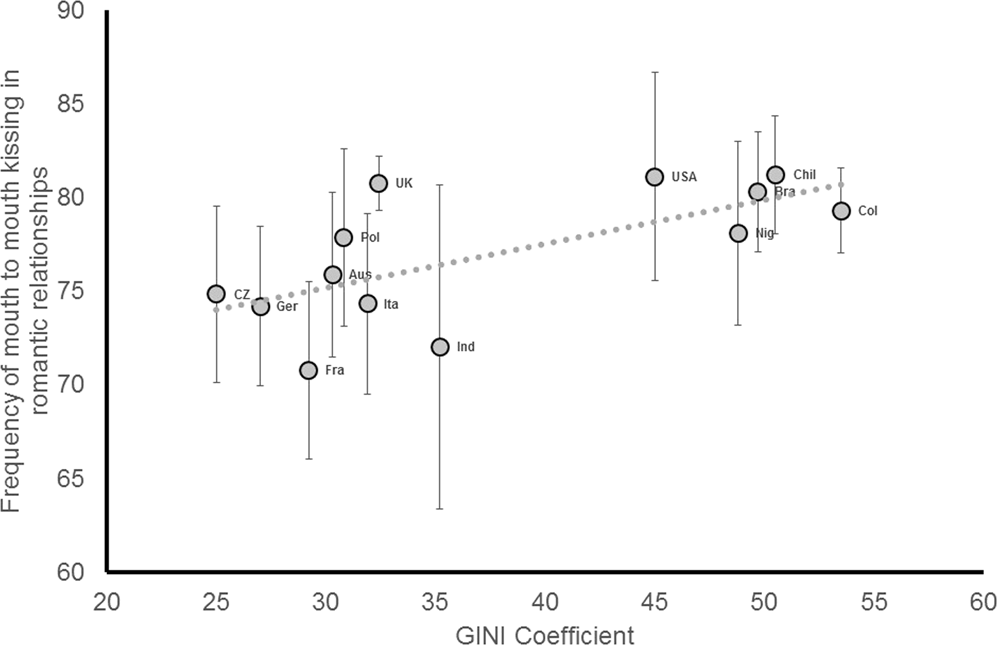 Frequency of mouth to mouth kissing in
romantic relationships
90
85
80
75
70
65
60
CZ
Ger
Fra
Aus
Pol
Ita
UK
Ind
USA
Nig
Bra
Chil
Col
20 25 30 35 40 45 50 55 60
GINI Coefficient